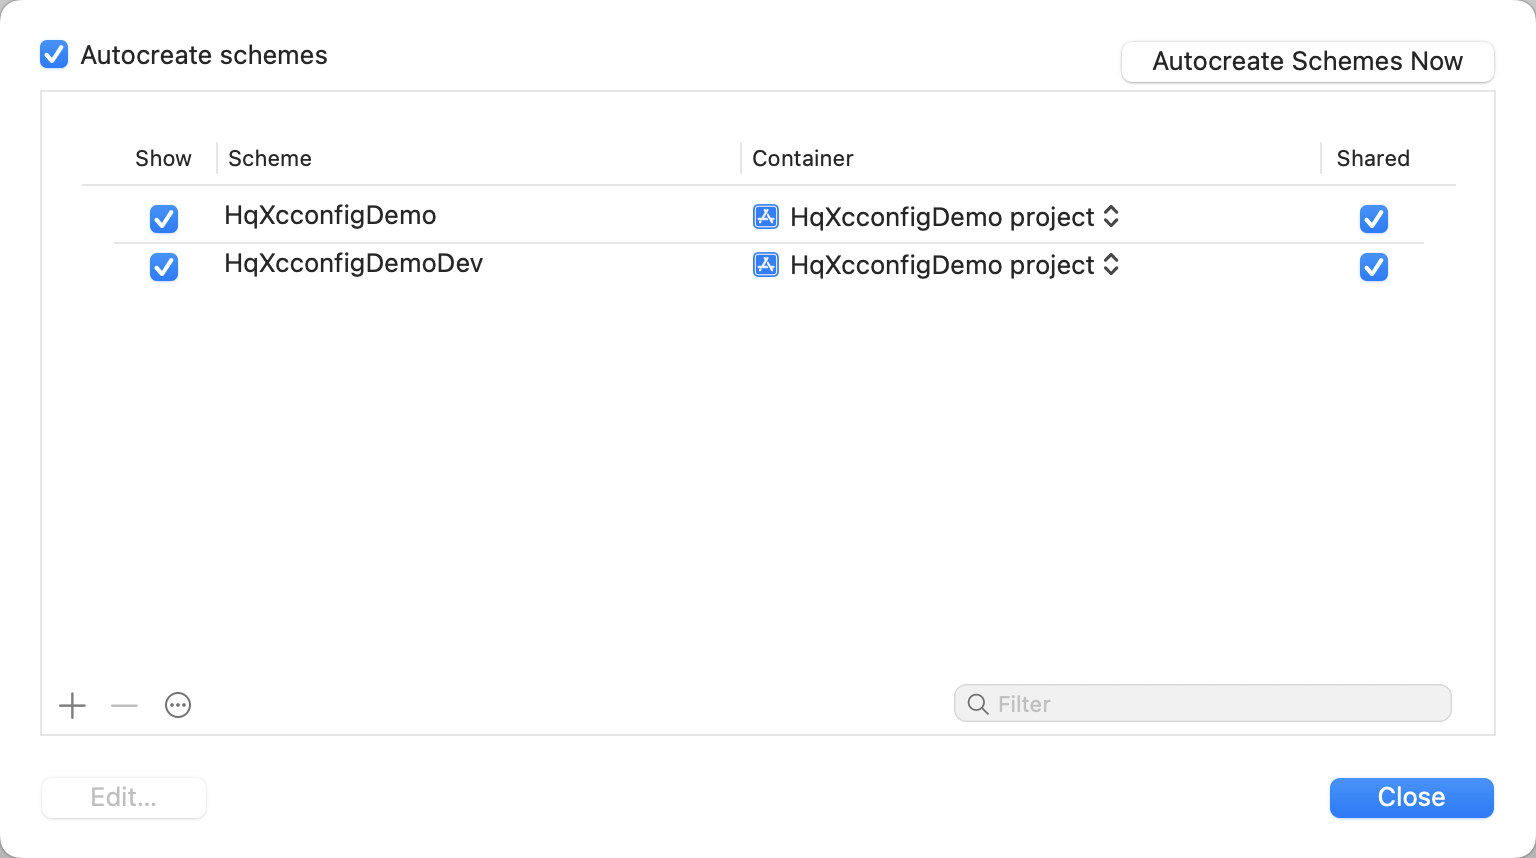 Autocreate schemes
Autocreate Schemes Now
Show Scheme Container Shared
HqXcconfigDemo HqXcconfigDemo project
HqXcconfigDemoDev HqXcconfigDemo project
Filter
Edit...
Close